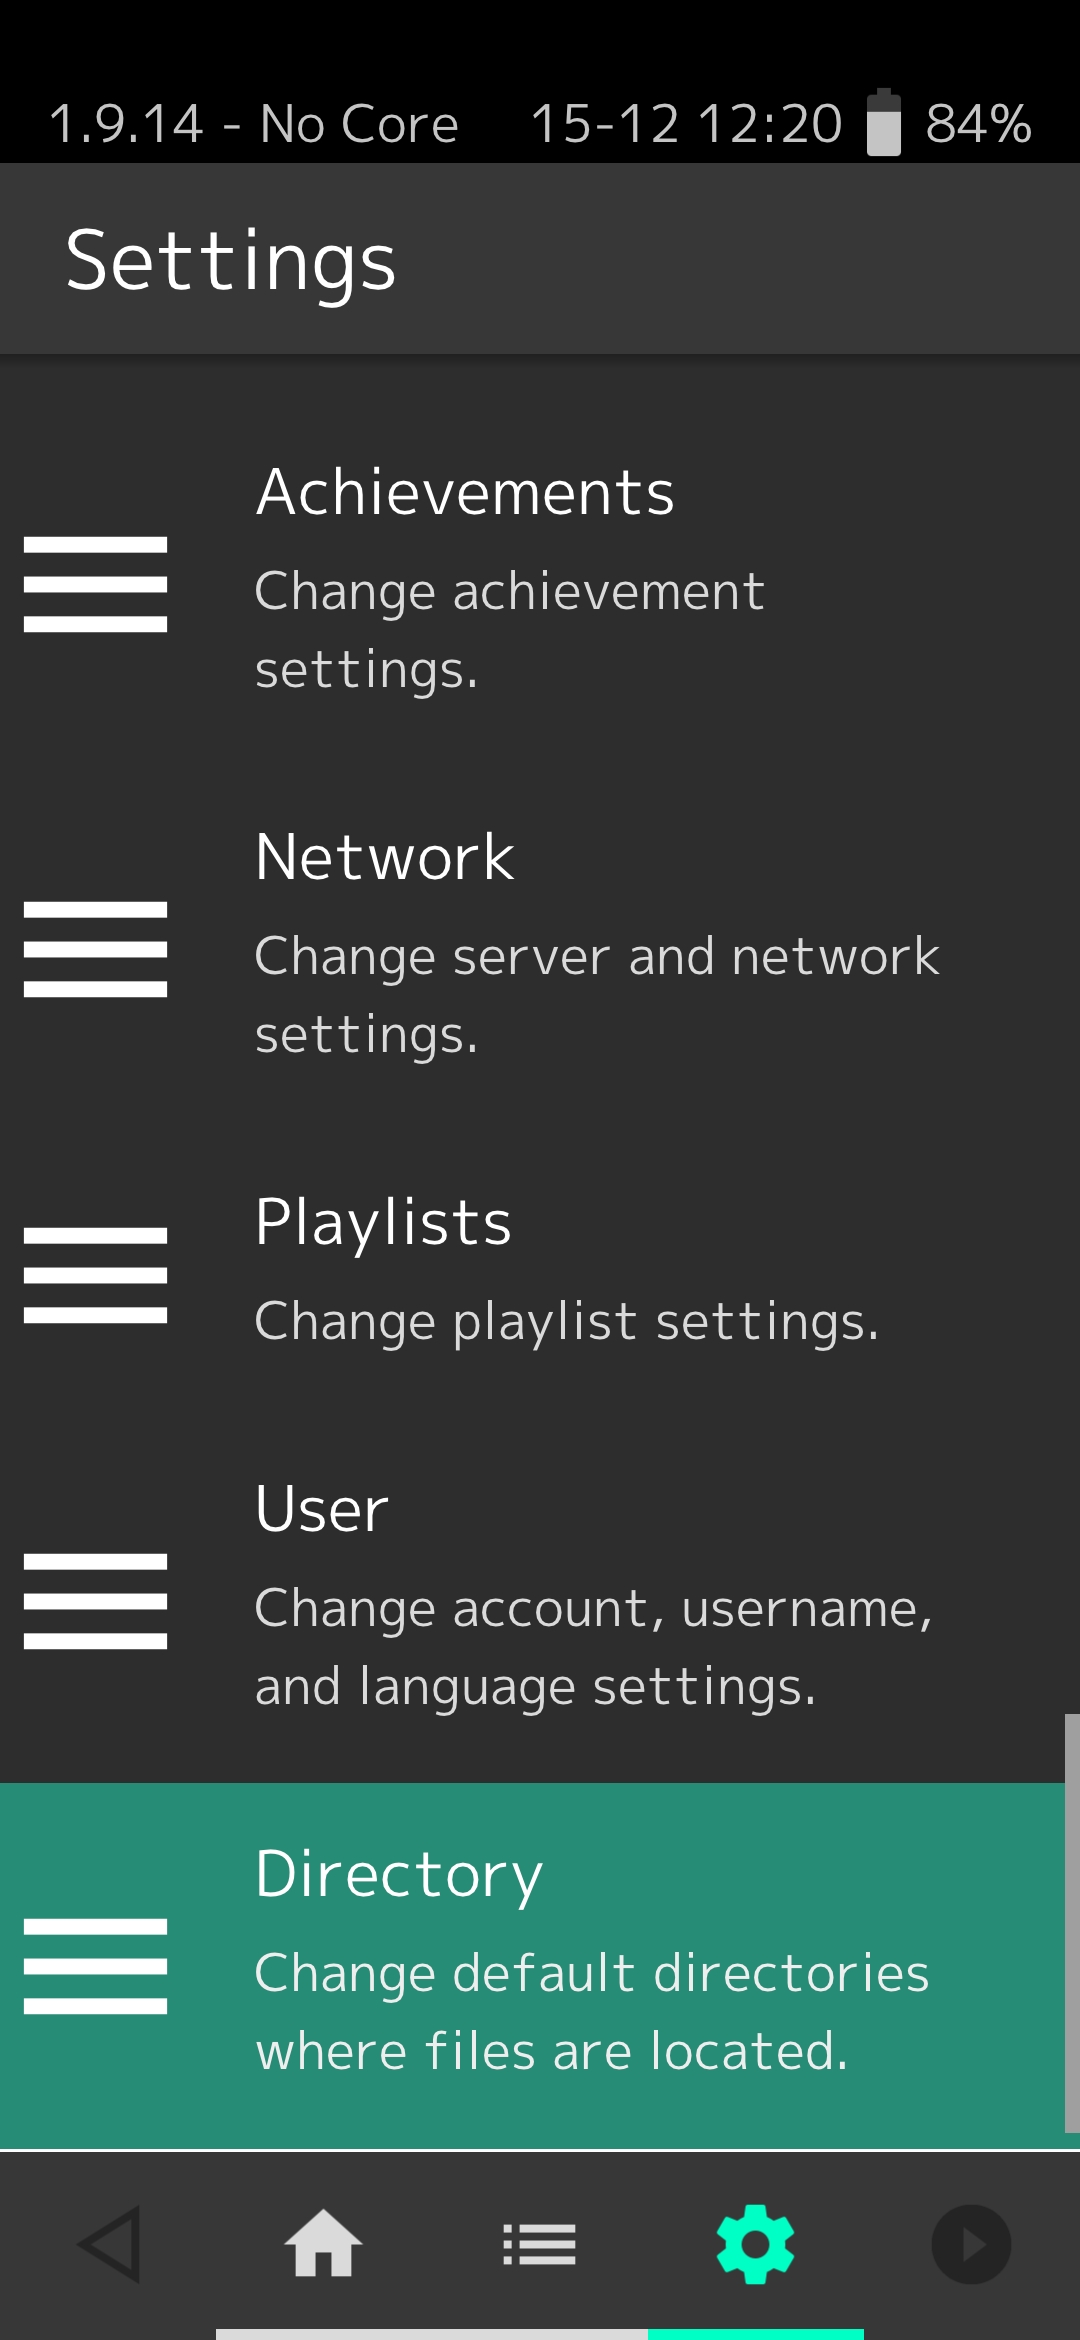 1.9.14 - No Core 15-12 12:20 84%
Settings
Achievements
Change achievement
settings.
Network
Change server and network
settings.
Playlists
Change playlist settings.
User
Change account, username,
and language settings.
Directory
Change default directories
where files are located.